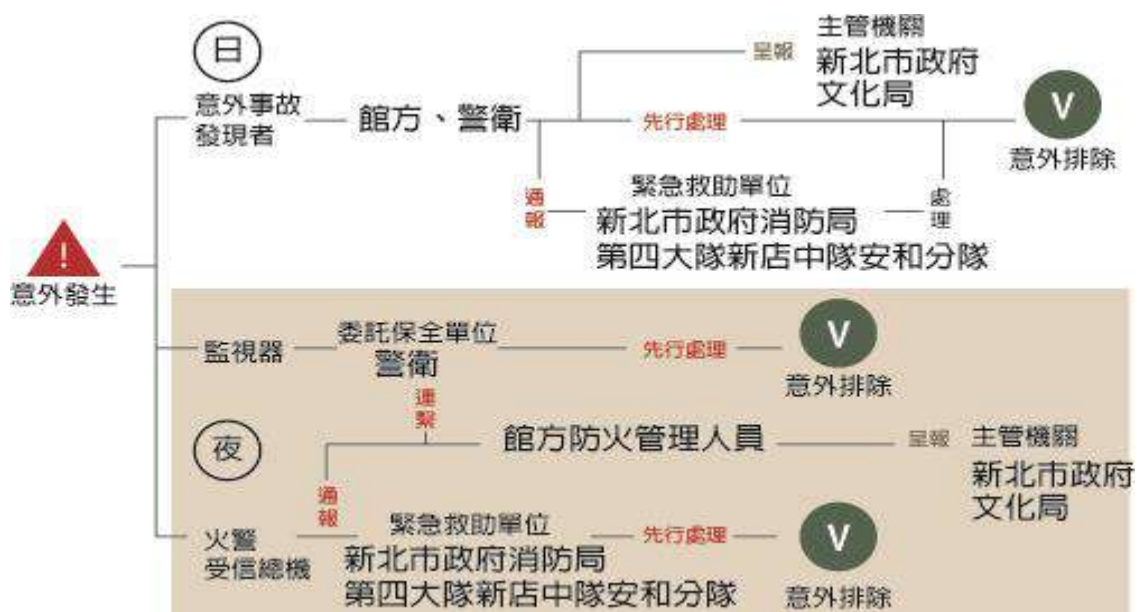 日
意外事故
發現者
館方、警衛
呈報
主管機關
新北市政府
文化局
先行處理
V
意外排除
通報
緊急救助單位
新北市政府消防局
第四大隊新店中隊安和分隊
處理
!
意外發生
監視器
委託保全單位
警衛
先行處理
V
意外排除
連繫
夜
館方防火管理人員
呈報
主管機關
新北市政府
文化局
通報
火警
受信總機
緊急救助單位
新北市政府消防局
第四大隊新店中隊安和分隊
先行處理
V
意外排除